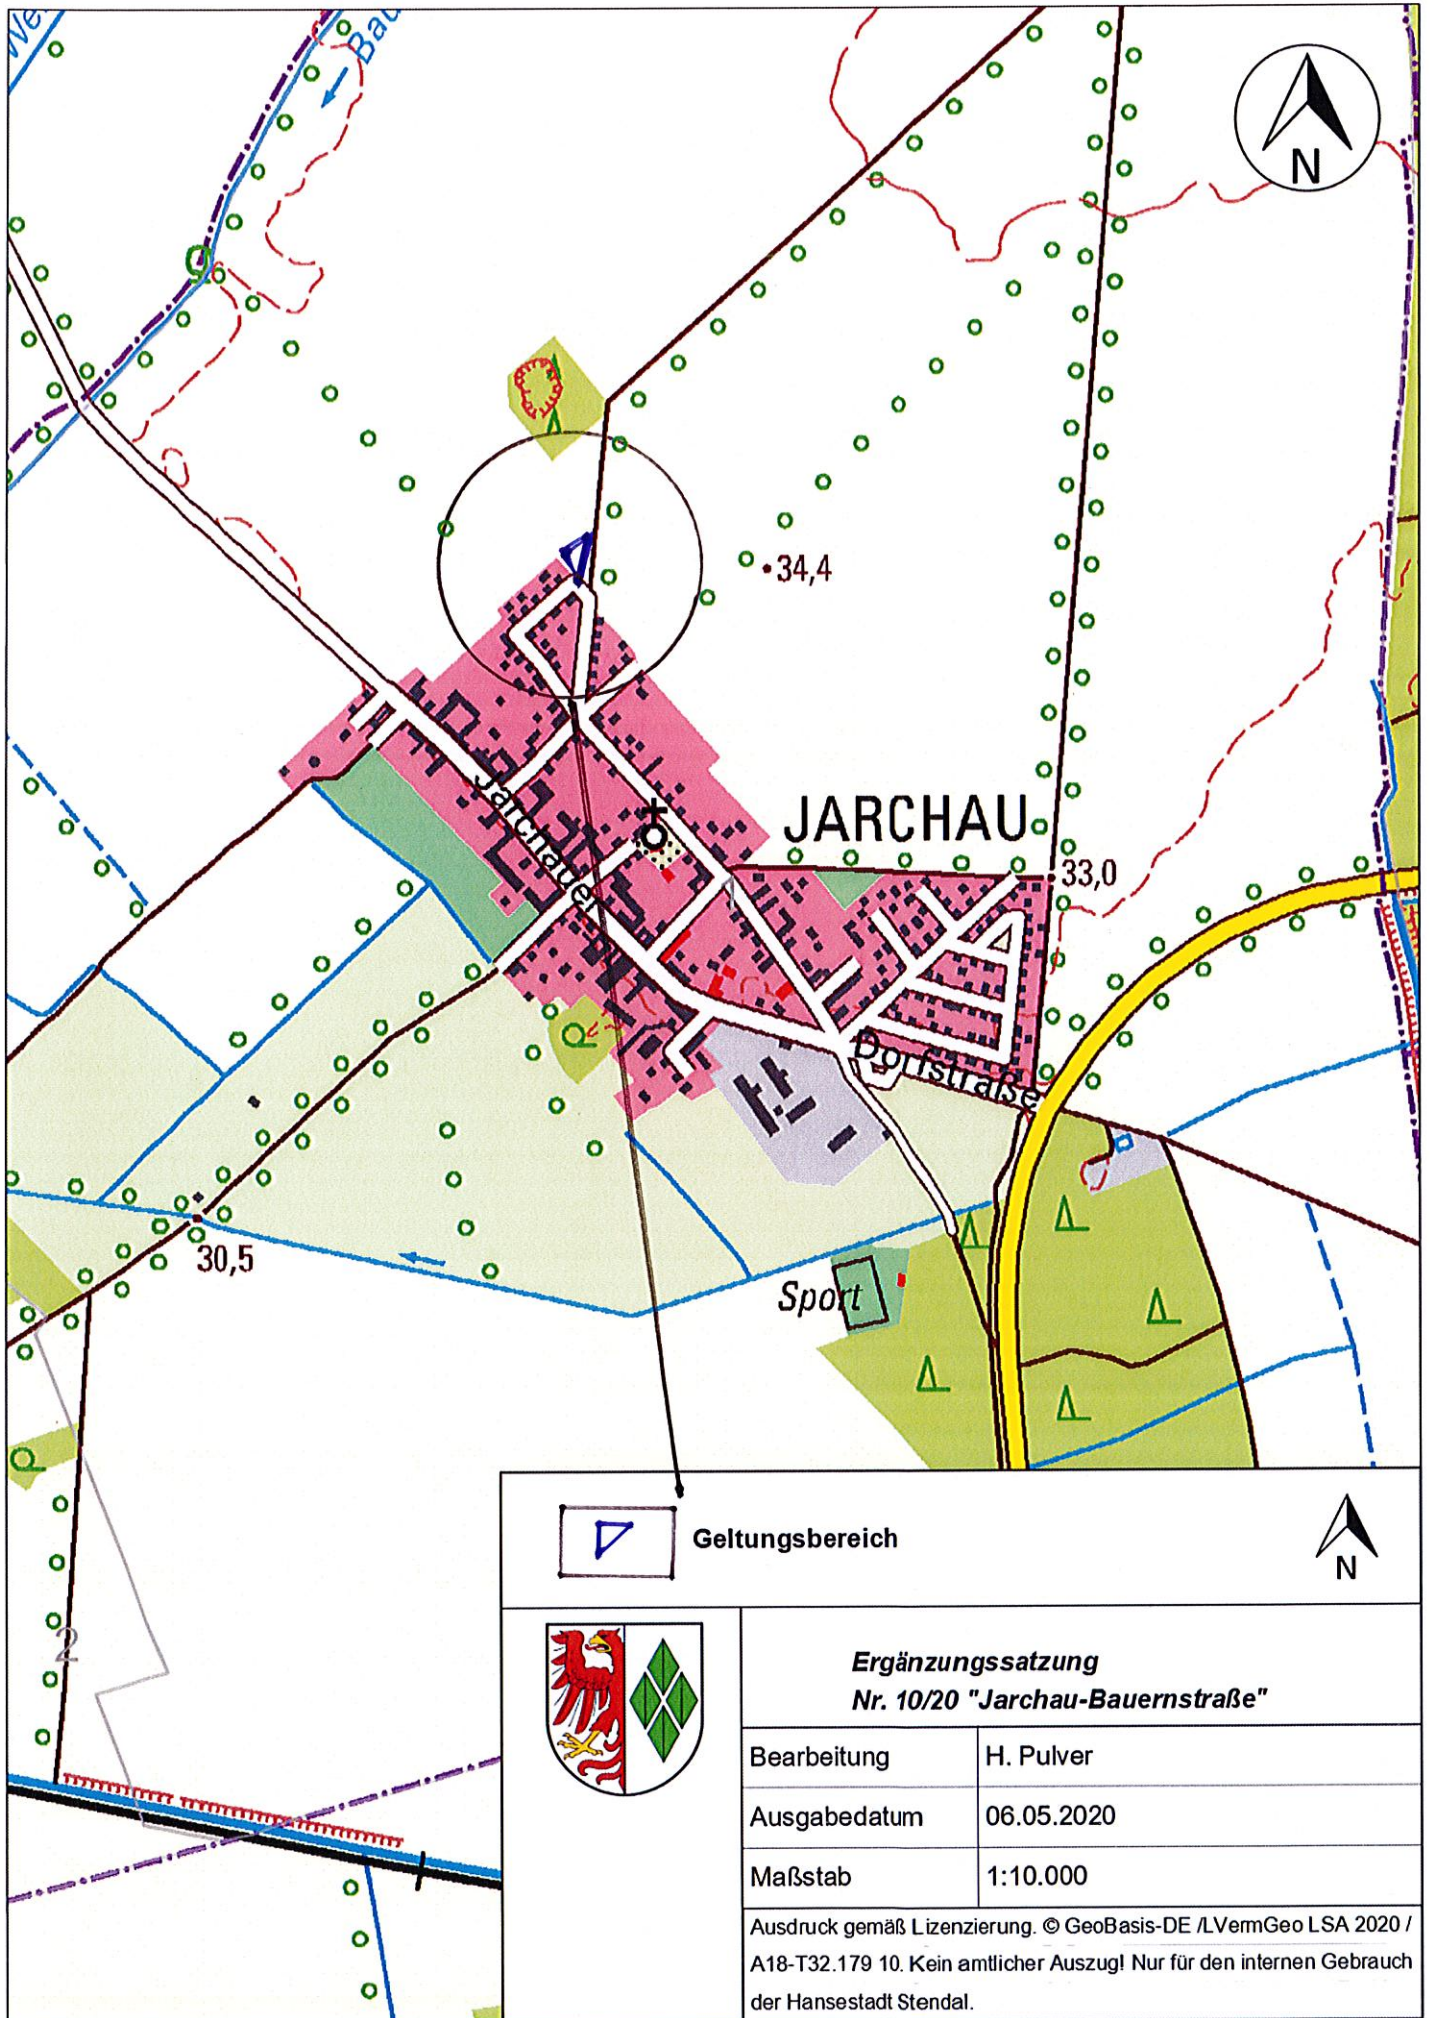 Bau
N
34,4
JARCHAU
33,0
Jarchauer
Dorfstraße
30,5
Sport
2
Geltungsbereich
N
Ergänzungssatzung
Nr. 10/20 "Jarchau-Bauernstraße"
Bearbeitung H. Pulver
Ausgabedatum 06.05.2020
Maßstab 1:10.000
Ausdruck gemäß Lizenzierung. © GeoBasis-DE /LVermGeo LSA 2020 /
A18-T32.179 10. Kein amtlicher Auszug! Nur für den internen Gebrauch
der Hansestadt Stendal.